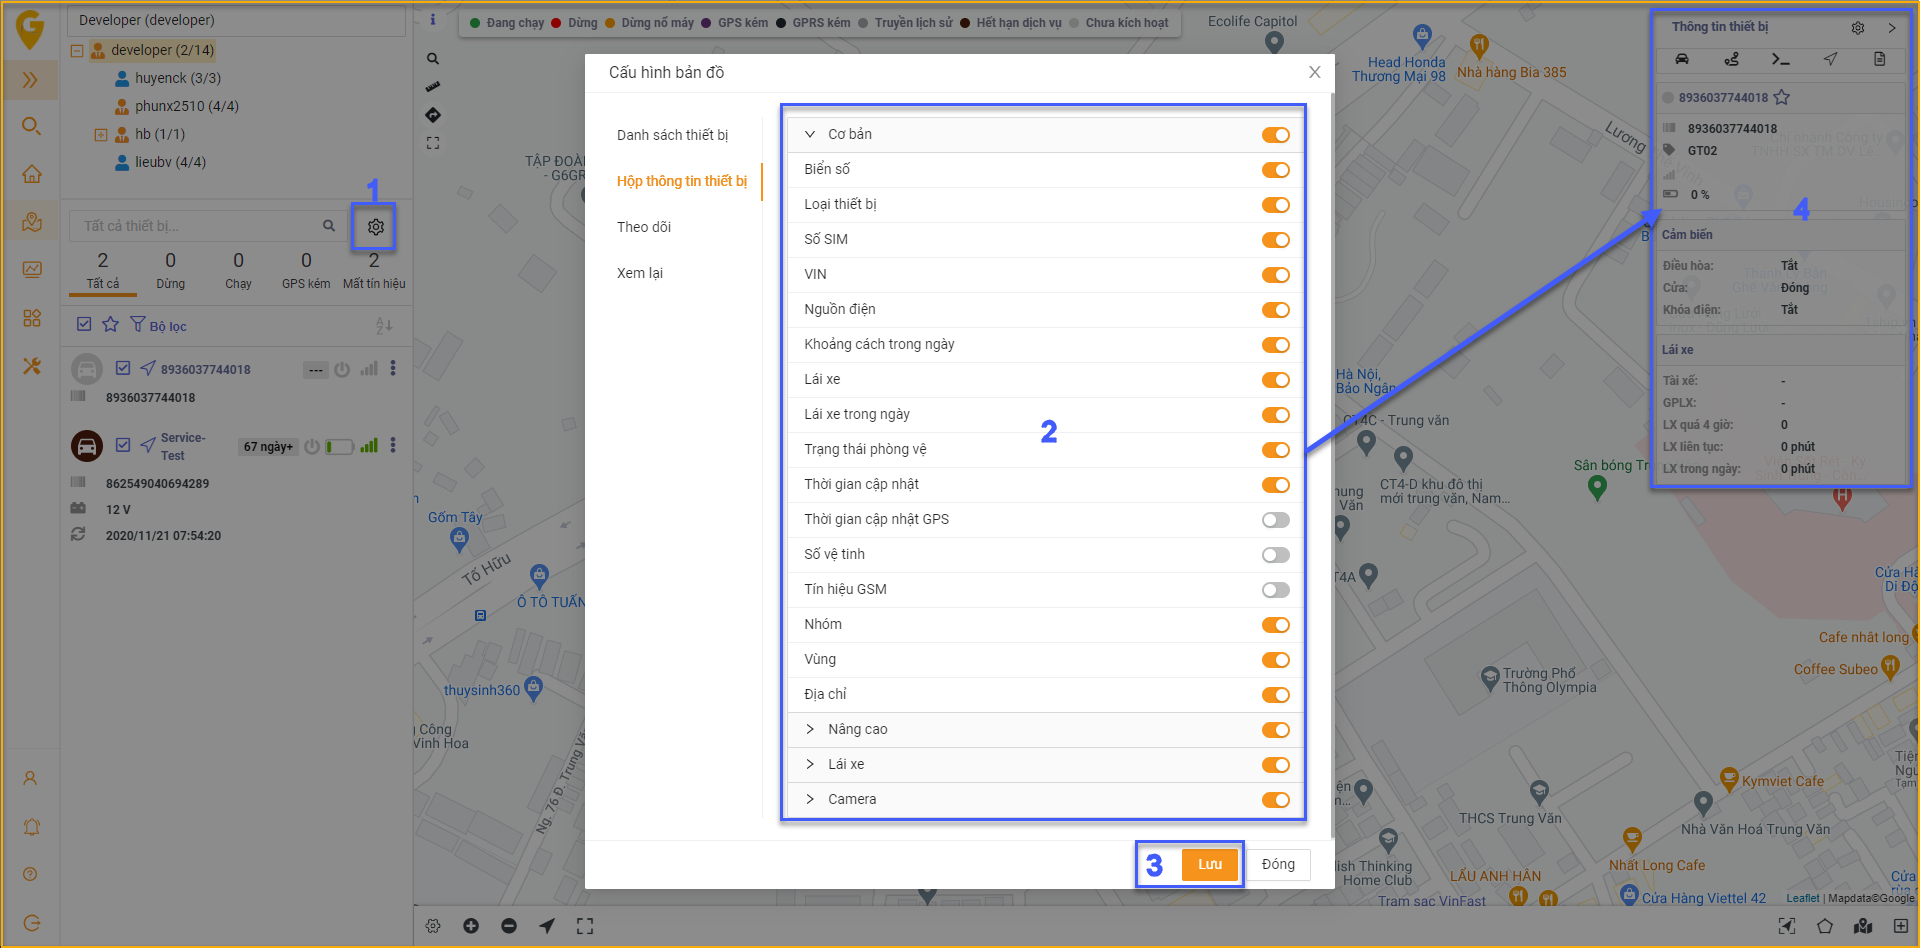 Developer (developer)
developer (2/14)
huyenck (3/3)
phunx2510 (4/4)
hb (1/1)
lieubv (4/4)
1
Tất cả thiết bị...
2 0 0 0 2
Tất cả Dừng Chạy GPS kém Mất tín hiệu
Bộ lọc
8936037744018 ---
8936037744018
Service-
Test
67 ngày+
862549040694289
12 V
2020/11/21 07:54:20
Đang chạy Dừng Dừng nổ máy GPS kém GPRS kém Truyền lịch sử Hết hạn dịch vụ Chưa kích hoạt
Cấu hình bản đồ
Danh sách thiết bị
Hộp thông tin thiết bị
Theo dõi
Xem lại
Cơ bản
Biển số
Loại thiết bị
Số SIM
VIN
Nguồn điện
Khoảng cách trong ngày
Lái xe
Lái xe trong ngày
2
Trạng thái phòng vệ
Thời gian cập nhật
Thời gian cập nhật GPS
Số vệ tinh
Tín hiệu GSM
Nhóm
Vùng
Địa chỉ
Nâng cao
Lái xe
Camera
3
Lưu
Đóng
Thông tin thiết bị
8936037744018
8936037744018
GT02
0 %
4
Cảm biến
Điều hòa: Tắt
Cửa: Đóng
Khóa điện: Tắt
Lái xe
Tài xế: -
GPLX: -
LX quá 4 giờ: 0
LX liên tục: 0 phút
LX trong ngày: 0 phút
Ecolife Capitol
Head Honda
Thương Mại 98
Nhà hàng Bia 385
Lương
TẬP ĐOÀ
- G6GR
Hà Nội,
Bảo Ngân
CT4C - Trung văn
Sân bóng Tr
CT4-D khu đô thị
mới trung văn, Nam...
Văn
T4A
Gốm Tây
Tố Hữu
Ô TÔ TUẤN
thuysinh360
Công
Vinh Hoa
Ng. 76 Đ. Trung Văn
Cửa Hà
Di Độ
Cafe nhât long
Coffee Subeo
Trường Phổ
Thông Olympia
Kymviet Cafe
THCS Trung Văn
Nhà Văn Hoá Trung Văn
Nhất Long Cafe
lish Thinking
Home Club
LẨU ANH HÂN
Tram sac VinFast
Cửa Hàng Viettel 42
Leaflet | Mapdata©Google